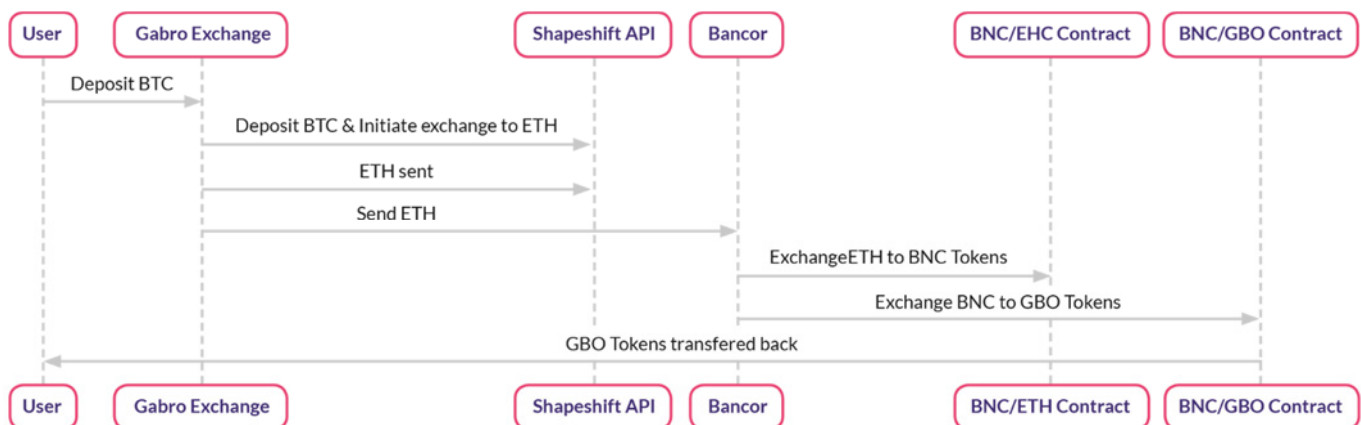 User Gabro Exchange Shapeshift API Bancor BNC/EHC Contract BNC/GBO Contract
Deposit BTC
Deposit BTC & Initiate exchange to ETH
ETH sent
Send ETH
ExchangeETH to BNC Tokens
Exchange BNC to GBO Tokens
GBO Tokens transfered back
User Gabro Exchange Shapeshift API Bancor BNC/ETH Contract BNC/GBO Contract